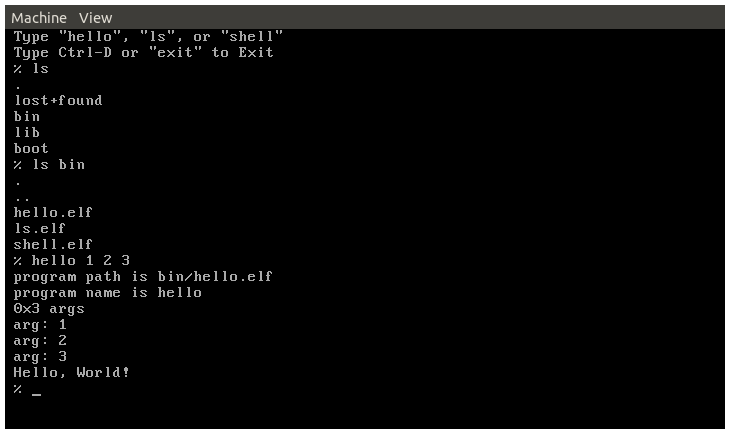 Machine View
Type "hello", "ls", or "shell"
Type Ctrl-D or "exit" to Exit
% ls
.
lost+found
bin
lib
boot
% ls bin
.
..
hello.elf
ls.elf
shell.elf
% hello 1 2 3
program path is bin/hello.elf
program name is hello
0x3 args
arg: 1
arg: 2
arg: 3
Hello, World!
% _